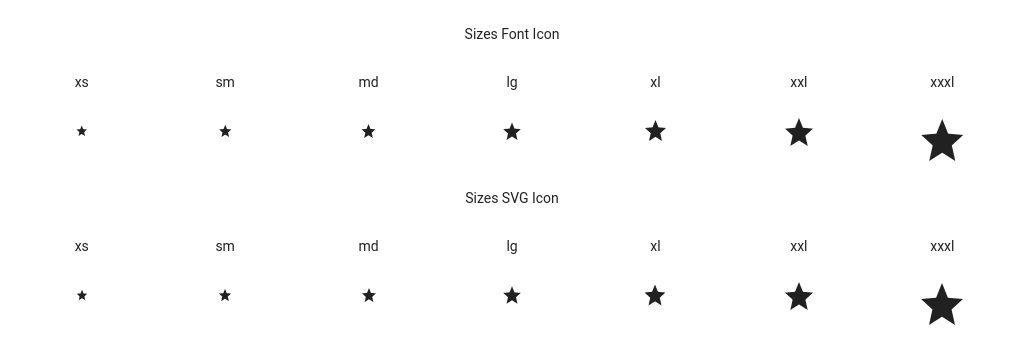 Sizes Font Icon
xs sm md lg xl xxl xxxl
Sizes SVG Icon
xs sm md lg xl xxl xxxl